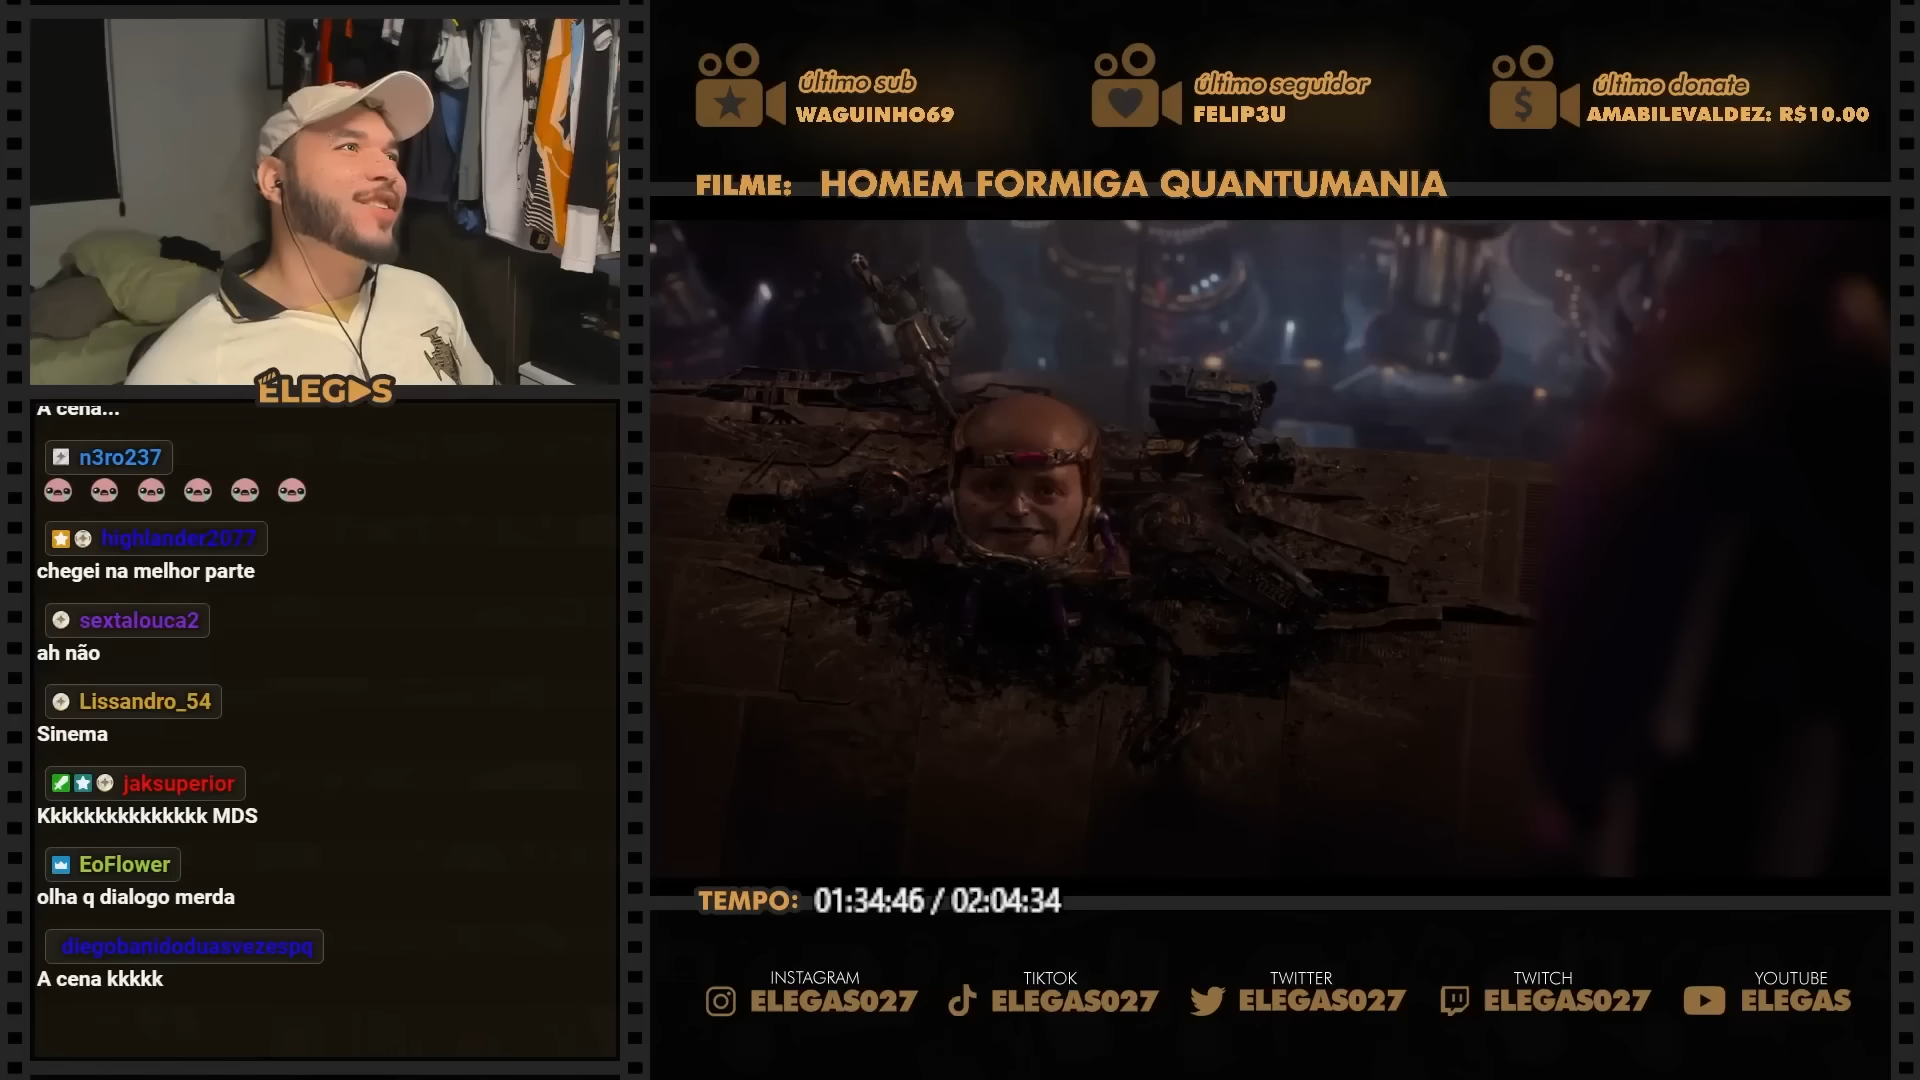 último sub
WAGUINHO69
último seguidor
FELIP3U
último donate
AMABILEVALDEZ: R$10.00
FILME: HOMEM FORMIGA QUANTUMANIA
ELEGAS
A cena...
n3ro237
highlander2077
chegei na melhor parte
sextalouca2
ah não
Lissandro_54
Sinema
jaksuperior
Kkkkkkkkkkkkkkk MDS
EoFlower
olha q dialogo merda
diegobanidoduasvezespq
A cena kkkkk
TEMPO: 01:34:46 / 02:04:34
INSTAGRAM
ELEGAS027
TIKTOK
ELEGAS027
TWITTER
ELEGAS027
TWITCH
ELEGAS027
YOUTUBE
ELEGAS